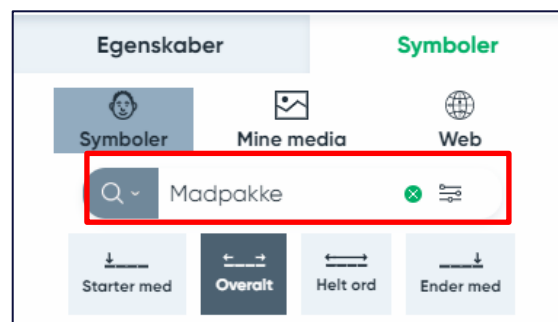 Egenskaber Symboler
Symboler Mine media Web
Madpakke
Starter med Overalt Helt ord Ender med